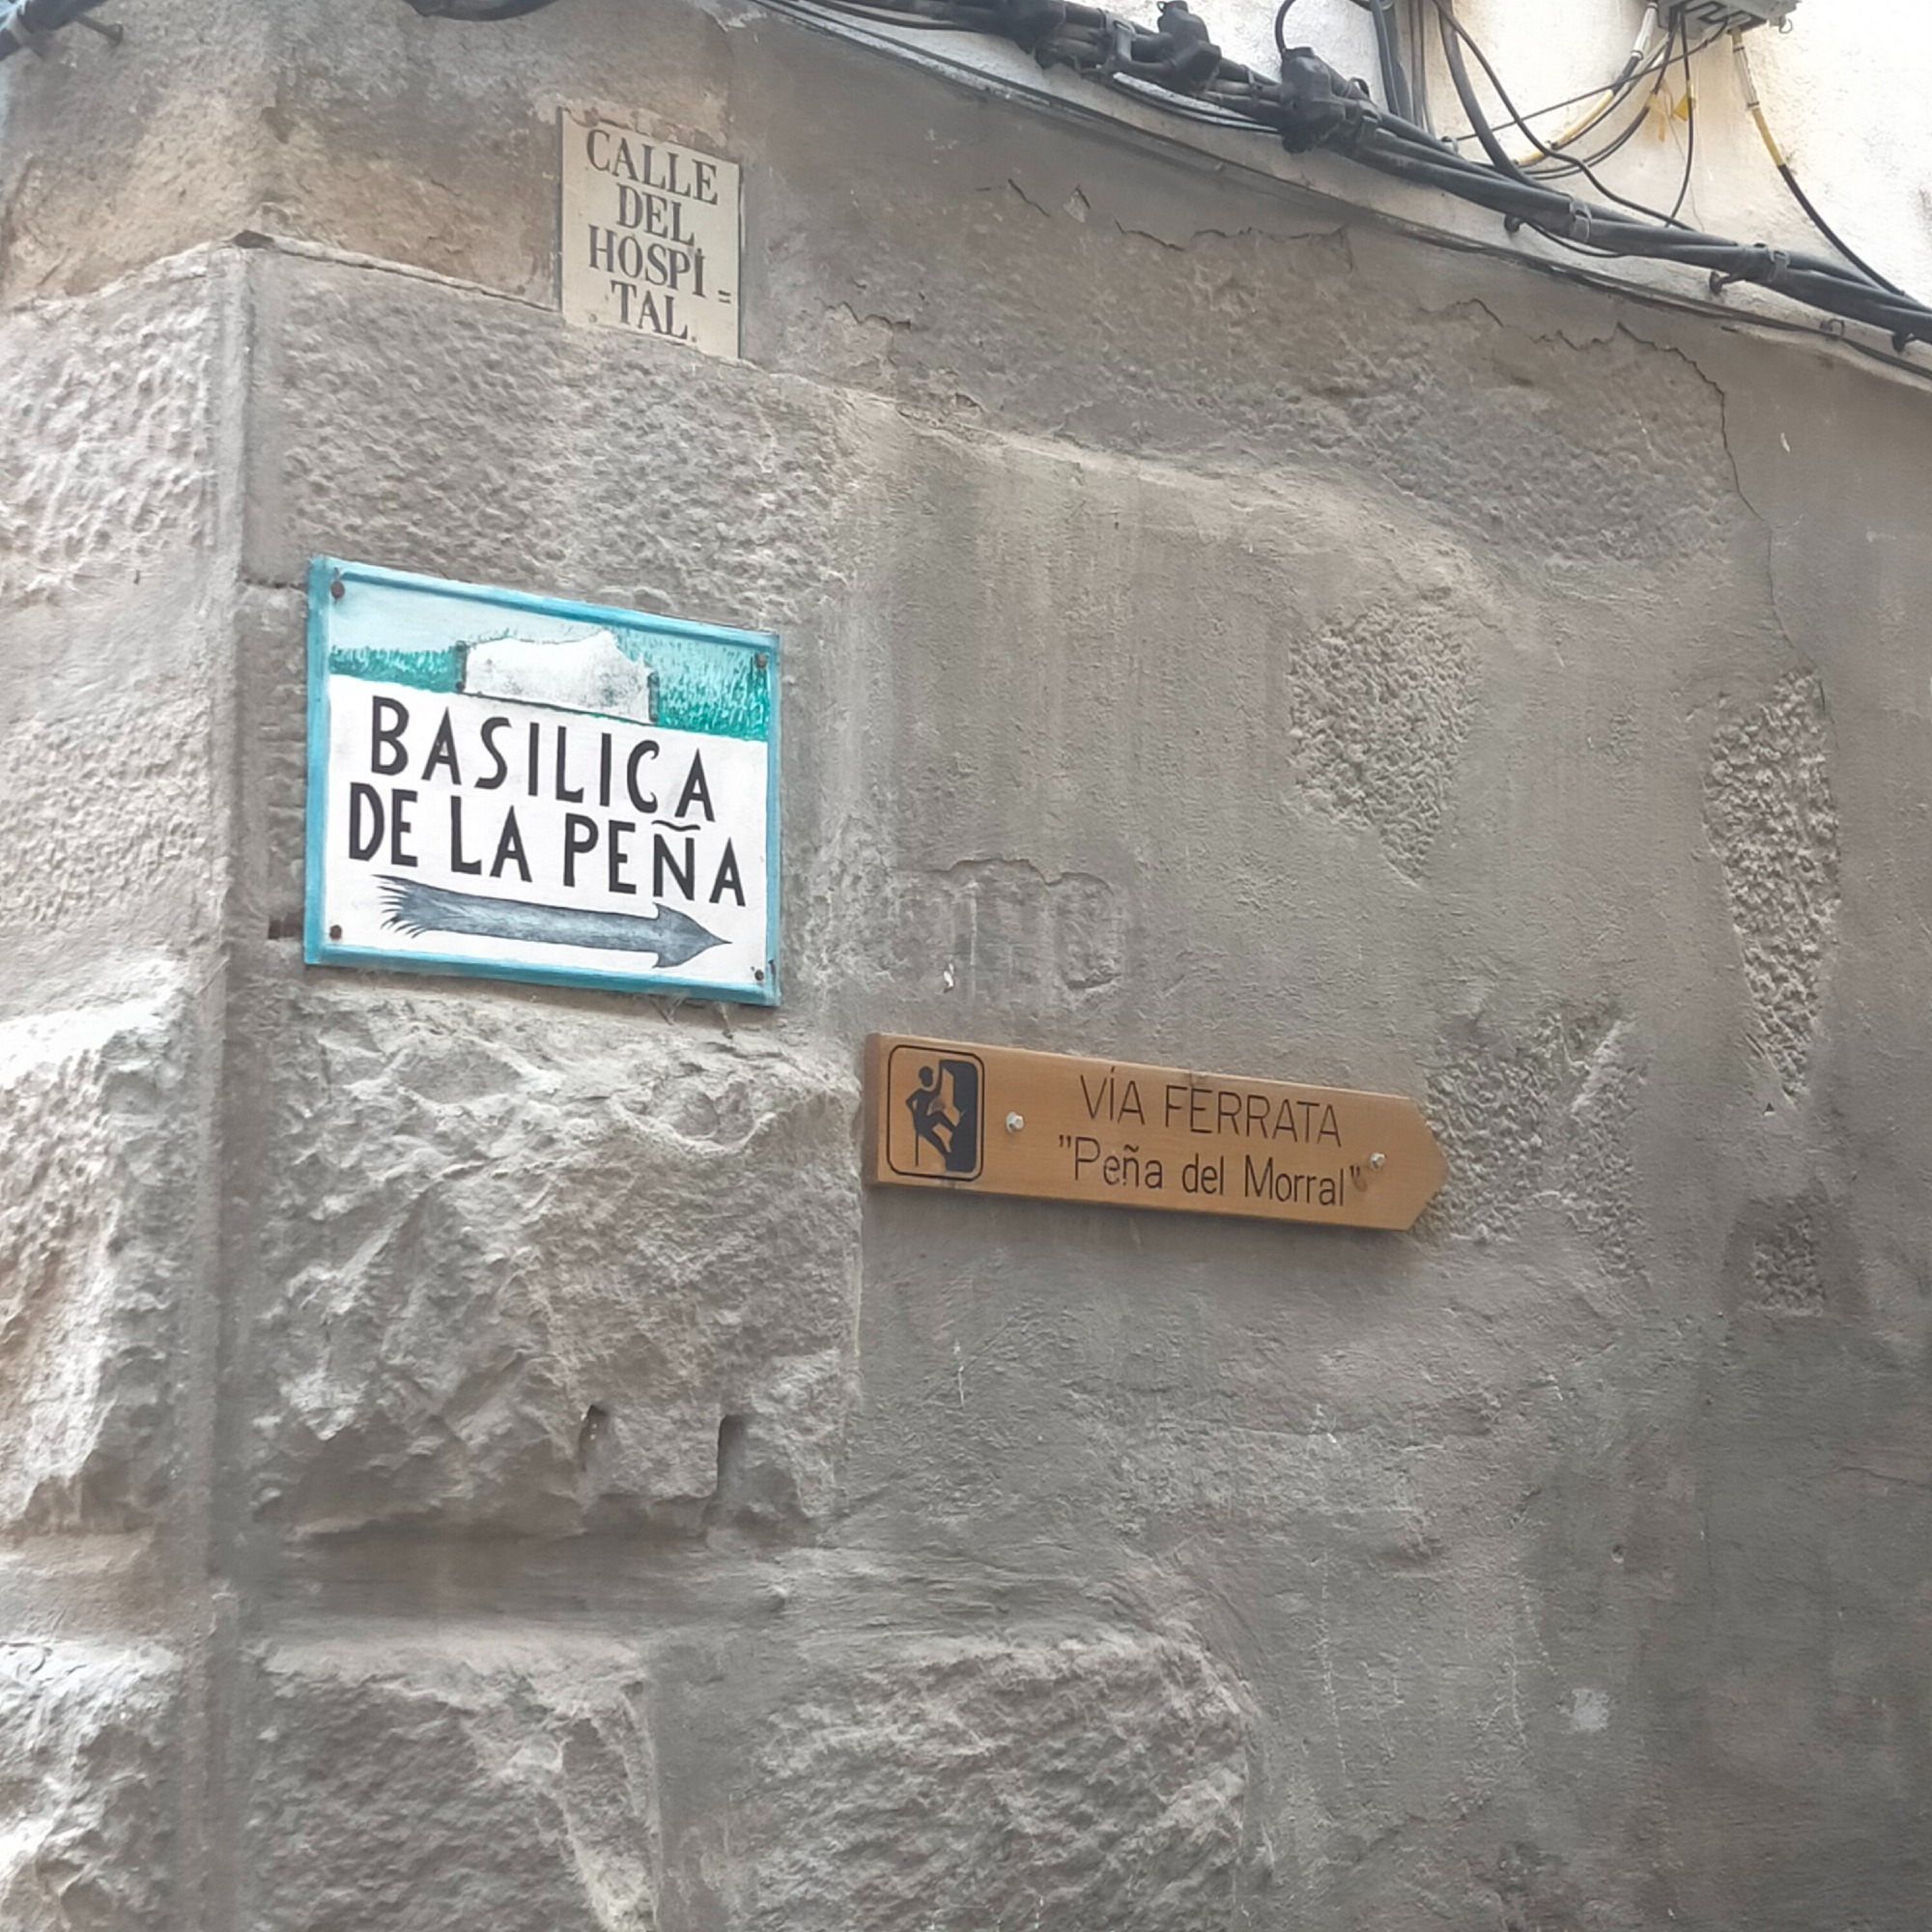 CALLE
DEL
HOSPI=
TAL.
BASILICA
DE LA PEÑA
VÍA FERRATA
"Peña del Morral"